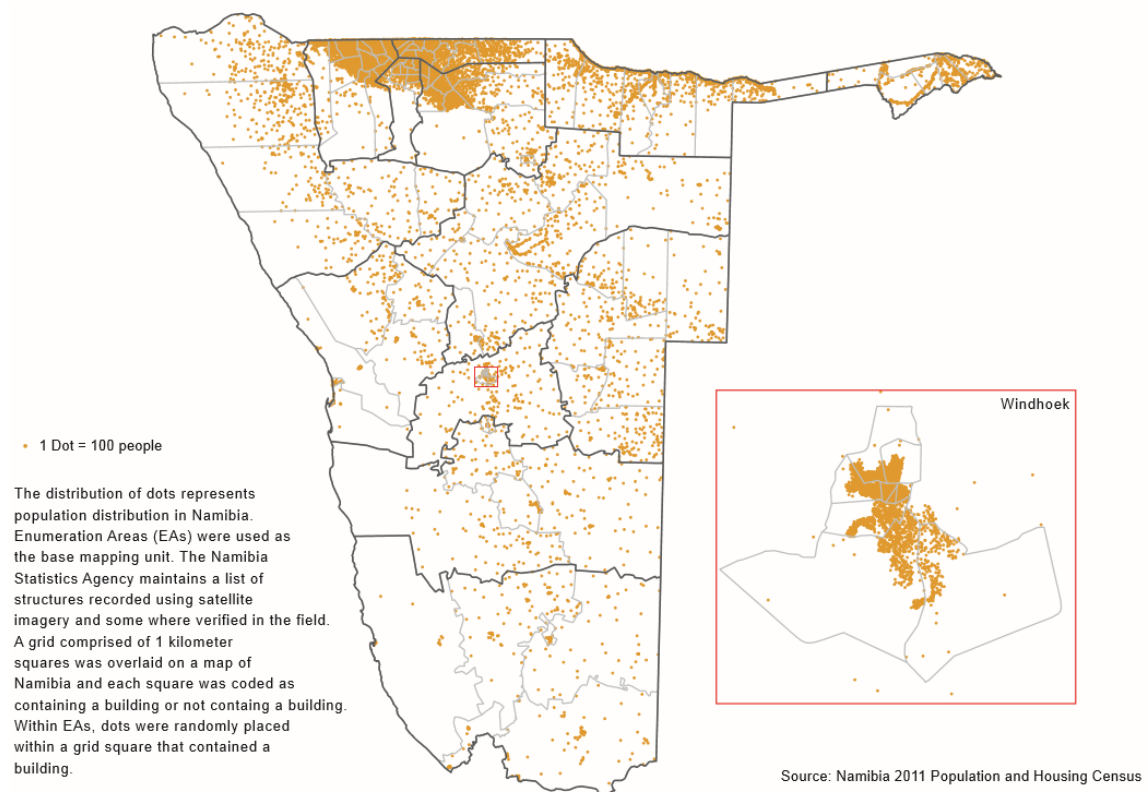 Windhoek
1 Dot = 100 people
The distribution of dots represents
population distribution in Namibia.
Enumeration Areas (EAs) were used as
the base mapping unit. The Namibia
Statistics Agency maintains a list of
structures recorded using satellite
imagery and some where verified in the field.
A grid comprised of 1 kilometer
squares was overlaid on a map of
Namibia and each square was coded as
containing a building or not containg a building.
Within EAs, dots were randomly placed
within a grid square that contained a
building.
Source: Namibia 2011 Population and Housing Census